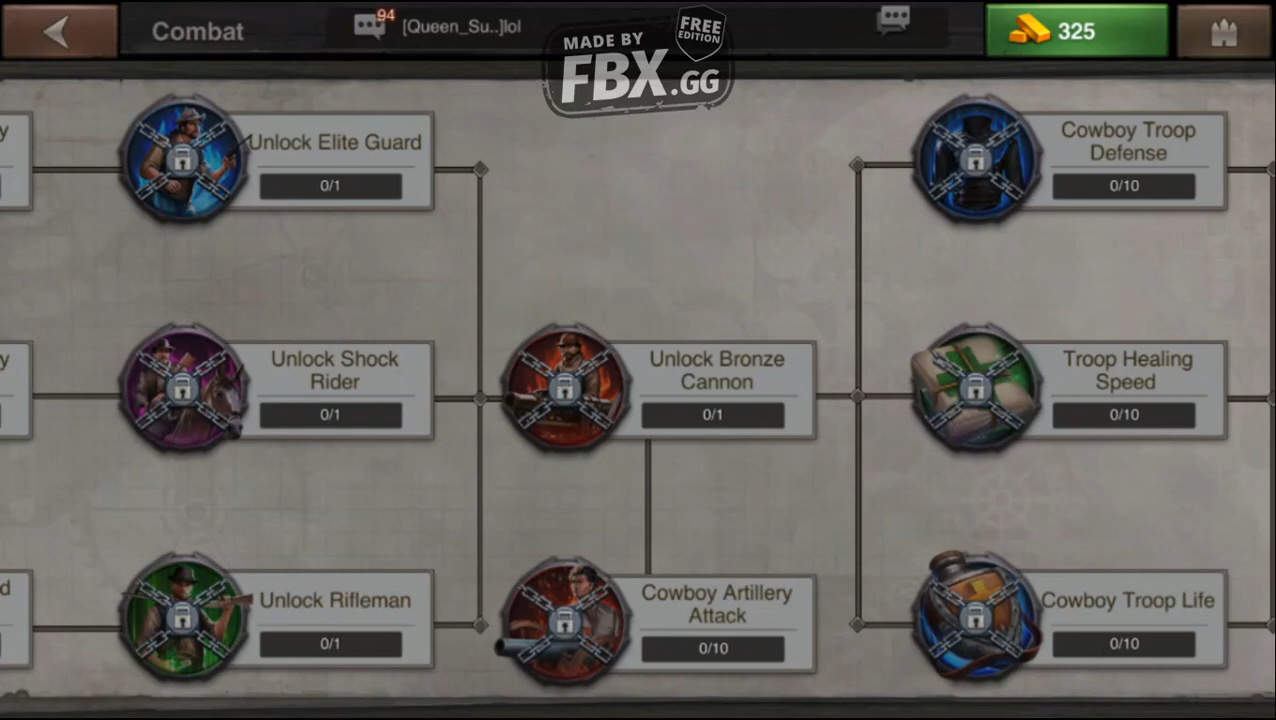 Combat
94
[Queen_Su..]lol
MADE BY
FBX.GG
FREE
EDITION
325
y
Unlock Elite Guard
0/1
Cowboy Troop
Defense
0/10
y
Unlock Shock
Rider
0/1
Unlock Bronze
Cannon
0/1
Troop Healing
Speed
0/10
d
Unlock Rifleman
0/1
Cowboy Artillery
Attack
0/10
Cowboy Troop Life
0/10